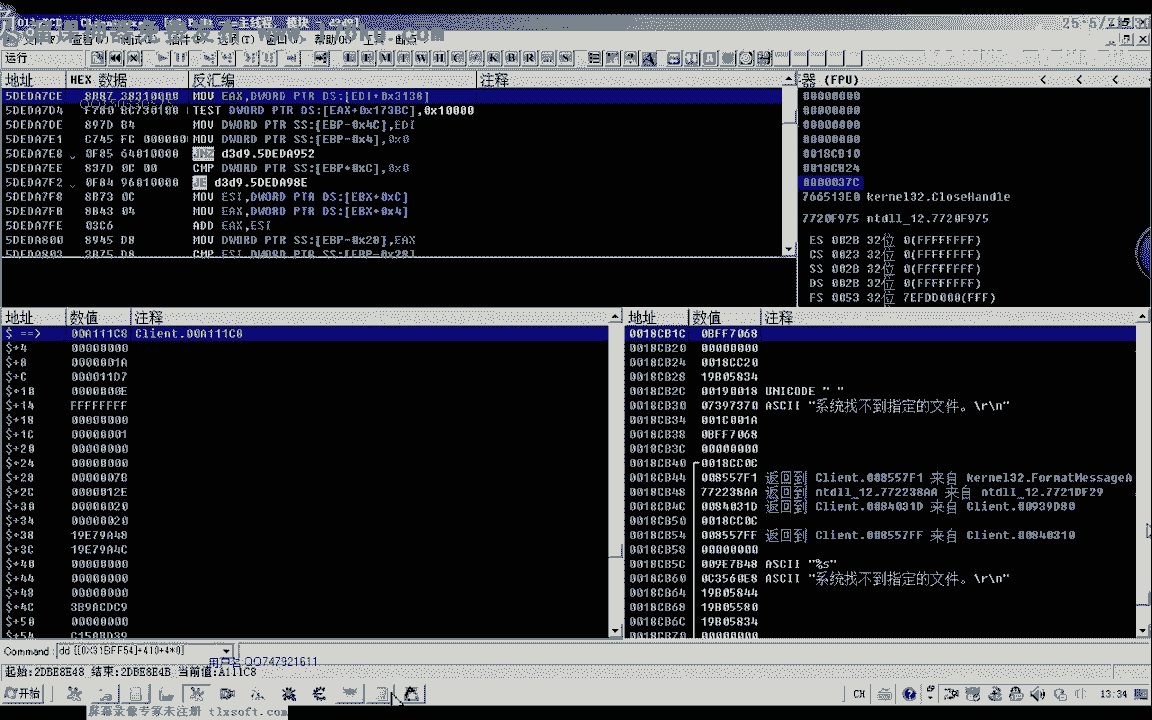 运行
地址 HEX 数据 反汇编 注释
5DEDA7CE 8B87 38310000 MOV EAX,DWORD PTR DS:[EDI+0x3138]
5DEDA7D4 F780 BC730100 TEST DWORD PTR DS:[EAX+0x173BC],0x10000
5DEDA7DE 897D B4 MOV DWORD PTR SS:[EBP-0x4C],EDI
5DEDA7E1 C745 FC 000000 MOV DWORD PTR SS:[EBP-0x4],0x0
5DEDA7E8 0F85 64010000 JNZ d3d9.5DEDA952
5DEDA7EE 837D 0C 00 CMP DWORD PTR SS:[EBP+0xC],0x0
5DEDA7F2 0F84 96010000 JE d3d9.5DEDA98E
5DEDA7F8 8B73 0C MOV ESI,DWORD PTR DS:[EBX+0xC]
5DEDA7FB 8B43 04 MOV EAX,DWORD PTR DS:[EBX+0x4]
5DEDA7FE 03C6 ADD EAX,ESI
5DEDA800 8945 D8 MOV DWORD PTR SS:[EBP-0x28],EAX
5DEDA803 3B75 D8 CMP ESI,DWORD PTR SS:[EBP-0x28]
器 (FPU)
00000000
00000000
00000000
00000000
0018CB10
0018CB24
0000037C
766513E0 kernel32.CloseHandle
7720F975 ntdll_12.7720F975
ES 002B 32位 0(FFFFFFFF)
CS 0023 32位 0(FFFFFFFF)
SS 002B 32位 0(FFFFFFFF)
DS 002B 32位 0(FFFFFFFF)
FS 0053 32位 7EFDD000(FFF)
地址 数值 注释
$ ==> 00A111C8 Client.00A111C8
$+4 00000000
$+8 0000001A
$+C 000011D7
$+10 0000800E
$+14 FFFFFFFF
$+18 00000000
$+1C 00000001
$+20 00000000
$+24 00000000
$+28 0000007B
$+2C 0000012E
$+30 00000020
$+34 00000020
$+38 19E79A48
$+3C 19E79A4C
$+40 00000000
$+44 00000000
$+48 00000000
$+4C 3B9ACDC9
$+50 00000000
$+54 C15ABD39
地址 数值 注释
0018CB1C 0BFF7068
0018CB20 00000000
0018CB24 0018CC20
0018CB28 19B05834
0018CB2C 00190018 UNICODE " "
0018CB30 07397370 ASCII "系统找不到指定的文件。\r\n"
0018CB34 001C001A
0018CB38 0BFF7068
0018CB3C 00000000
0018CB40 0018CC0C
0018CB44 008557F1 返回到 Client.008557F1 来自 kernel32.FormatMessageA
0018CB48 772238AA 返回到 ntdll_12.772238AA 来自 ntdll_12.7721DF29
0018CB4C 0084031D 返回到 Client.0084031D 来自 Client.00939D80
0018CB50 0018CC0C
0018CB54 008557FF 返回到 Client.008557FF 来自 Client.00840310
0018CB58 00000000
0018CB5C 009E7B48 ASCII "%s"
0018CB60 0C3560E8 ASCII "系统找不到指定的文件。\r\n"
0018CB64 19B05844
0018CB68 19B05580
0018CB6C 19B05834
0018CB70 00000000
Command: dd [[0X31BFF54]+410+4*0]
用户名:QQ747921611
起始:2DBE8E48 结束:2DBE8E4B 当前值:A111C8
开始 CH 13:34
屏幕录像专家未注册 tlxsoft.com